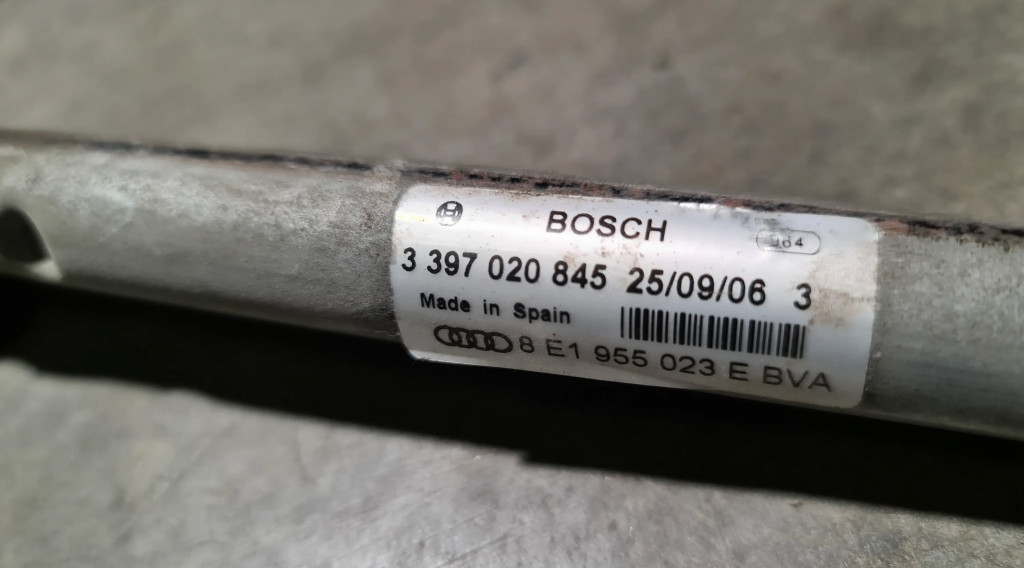 BOSCH
3 397 020 845 25/09/06 3
Made in Spain
8 E1 955 023 E BVA